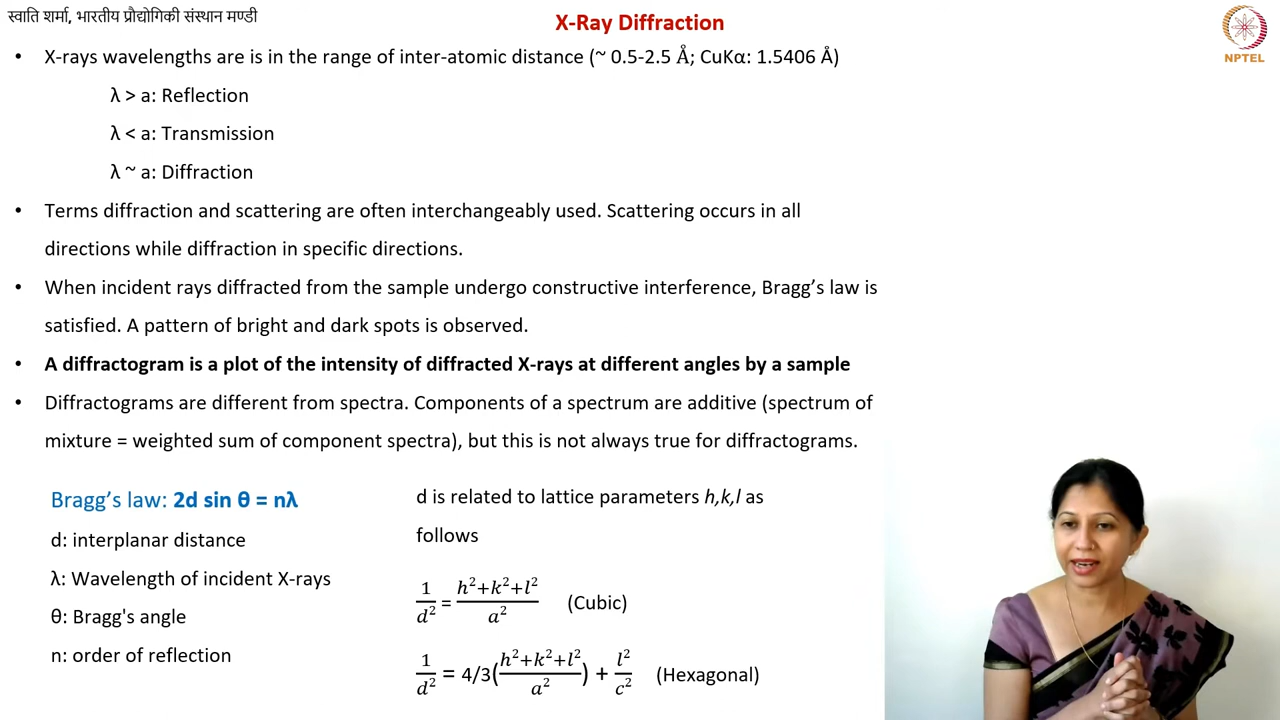 स्वाति शर्मा, भारतीय प्रौद्योगिकी संस्थान मण्डी
X-Ray Diffraction
NPTEL
• X-rays wavelengths are is in the range of inter-atomic distance (~ 0.5-2.5 Å; CuKα: 1.5406 Å)
λ > a: Reflection
λ < a: Transmission
λ ~ a: Diffraction
• Terms diffraction and scattering are often interchangeably used. Scattering occurs in all
directions while diffraction in specific directions.
• When incident rays diffracted from the sample undergo constructive interference, Bragg's law is
satisfied. A pattern of bright and dark spots is observed.
• A diffractogram is a plot of the intensity of diffracted X-rays at different angles by a sample
• Diffractograms are different from spectra. Components of a spectrum are additive (spectrum of
mixture = weighted sum of component spectra), but this is not always true for diffractograms.
Bragg's law: 2d sin θ = nλ
d: interplanar distance
λ: Wavelength of incident X-rays
θ: Bragg's angle
n: order of reflection
d is related to lattice parameters h,k,l as
follows
1/d² = (h²+k²+l²)/a² (Cubic)
1/d² = 4/3((h²+k²+l²)/a²) + l²/c² (Hexagonal)